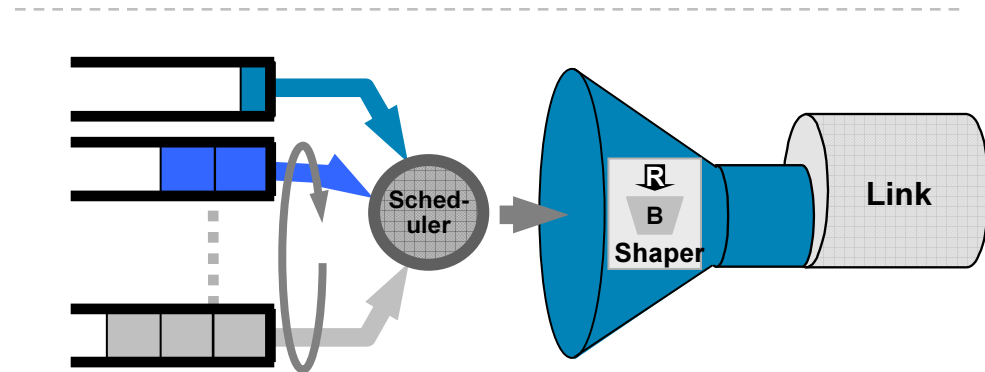 Sched-
uler
R
B
Shaper
Link